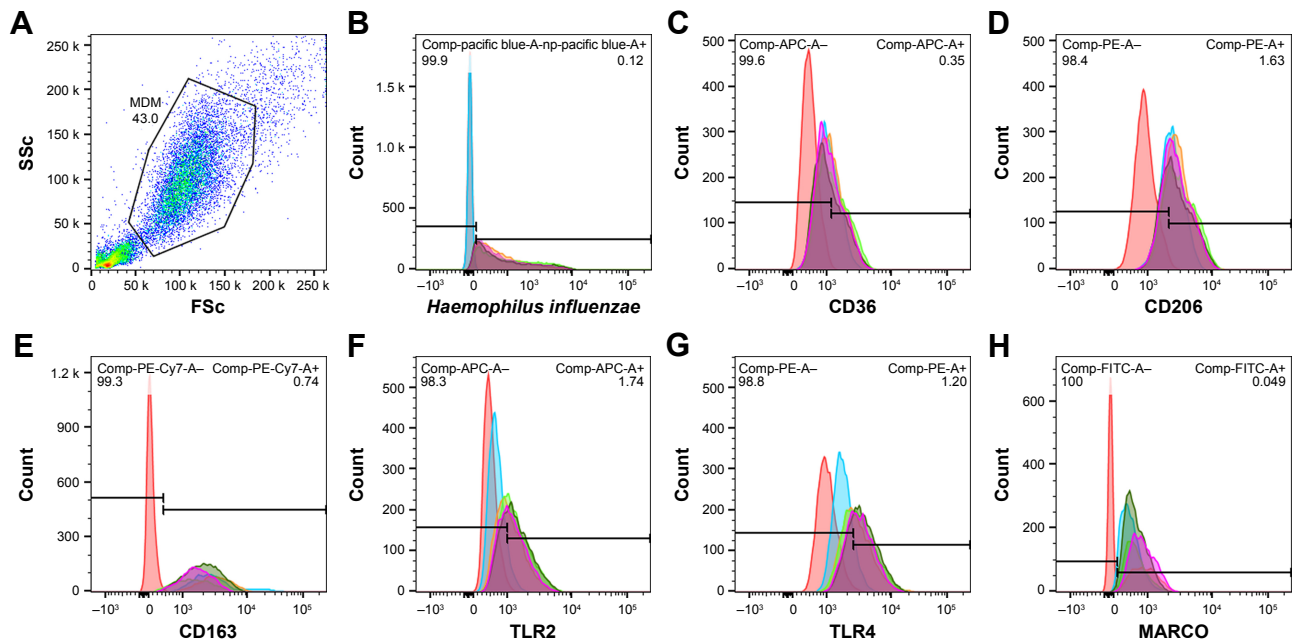 A
250 k
200 k
150 k
100 k
50 k
0
SSc
MDM
43.0
0 50 k 100 k 150 k 200 k 250 k
FSc
B
Comp-pacific blue-A-np-pacific blue-A+
99.9 0.12
1.5 k
1.0 k
500
0
Count
–10³ 0 10³ 10⁴ 10⁵
Haemophilus influenzae
C
Comp-APC-A– Comp-APC-A+
99.6 0.35
500
400
300
200
100
0
Count
–10³ 0 10³ 10⁴ 10⁵
CD36
D
Comp-PE-A– Comp-PE-A+
98.4 1.63
500
400
300
200
100
0
Count
–10³ 0 10³ 10⁴ 10⁵
CD206
E
Comp-PE-Cy7-A– Comp-PE-Cy7-A+
99.3 0.74
1.2 k
900
600
300
0
Count
–10³ 0 10³ 10⁴ 10⁵
CD163
F
Comp-APC-A– Comp-APC-A+
98.3 1.74
500
400
300
200
100
0
Count
–10³ 0 10³ 10⁴ 10⁵
TLR2
G
Comp-PE-A– Comp-PE-A+
98.8 1.20
500
400
300
200
100
0
Count
–10³ 0 10³ 10⁴ 10⁵
TLR4
H
Comp-FITC-A– Comp-FITC-A+
100 0.049
600
400
200
0
Count
–10³ 0 10³ 10⁴ 10⁵
MARCO